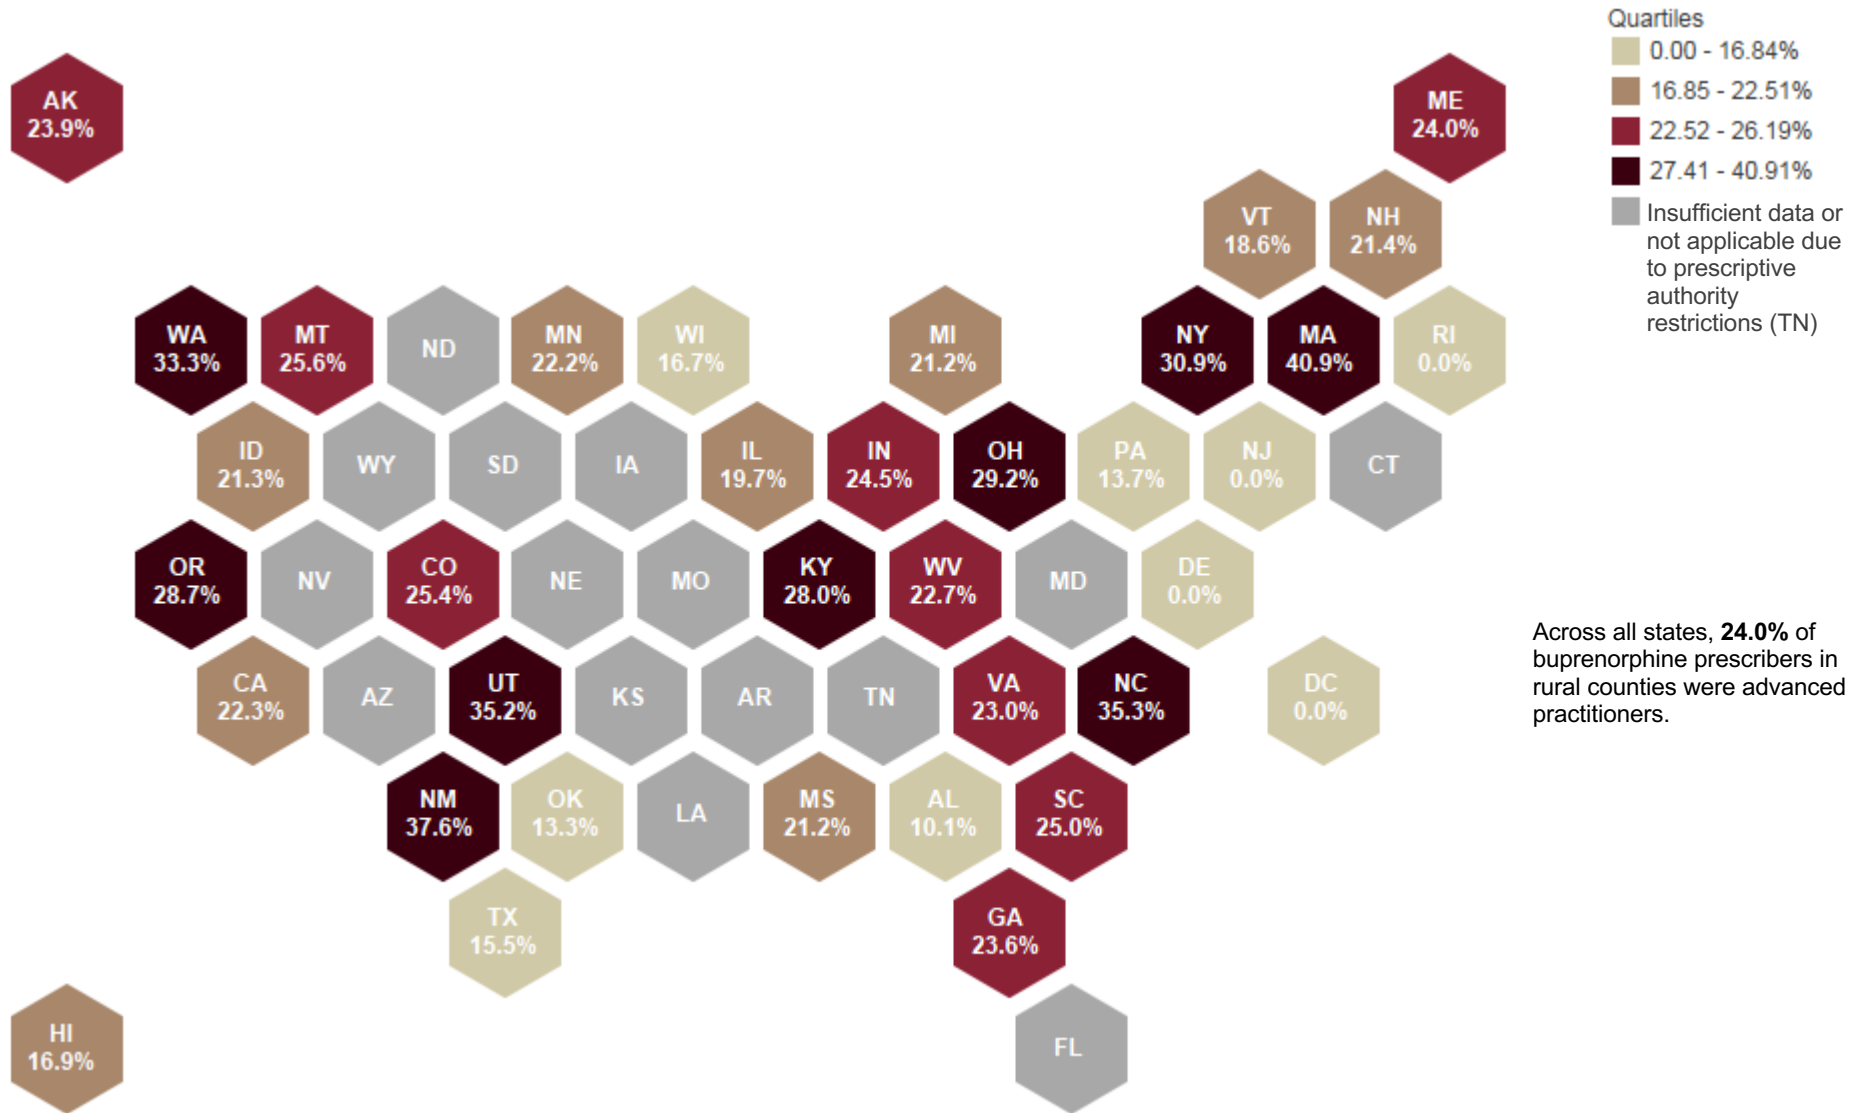 Quartiles
0.00 - 16.84%
16.85 - 22.51%
22.52 - 26.19%
27.41 - 40.91%
Insufficient data or
not applicable due
to prescriptive
authority
restrictions (TN)
AK
23.9%
ME
24.0%
VT
18.6%
NH
21.4%
WA
33.3%
MT
25.6%
ND
MN
22.2%
WI
16.7%
MI
21.2%
NY
30.9%
MA
40.9%
RI
0.0%
ID
21.3%
WY
SD
IA
IL
19.7%
IN
24.5%
OH
29.2%
PA
13.7%
NJ
0.0%
CT
OR
28.7%
NV
CO
25.4%
NE
MO
KY
28.0%
WV
22.7%
MD
DE
0.0%
CA
22.3%
AZ
UT
35.2%
KS
AR
TN
VA
23.0%
NC
35.3%
DC
0.0%
Across all states, 24.0% of
buprenorphine prescribers in
rural counties were advanced
practitioners.
NM
37.6%
OK
13.3%
LA
MS
21.2%
AL
10.1%
SC
25.0%
TX
15.5%
GA
23.6%
HI
16.9%
FL